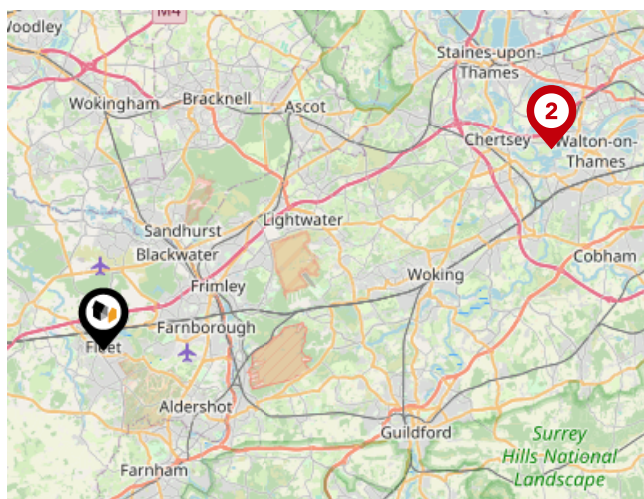 M4
Woodley
Staines-upon-
Thames
Wokingham
Bracknell
Ascot
2
Chertsey
Walton-on-
Thames
Lightwater
Sandhurst
Blackwater
Cobham
Woking
Frimley
Farnborough
Fleet
Aldershot
Guildford
Surrey
Hills National
Landscape
Farnham